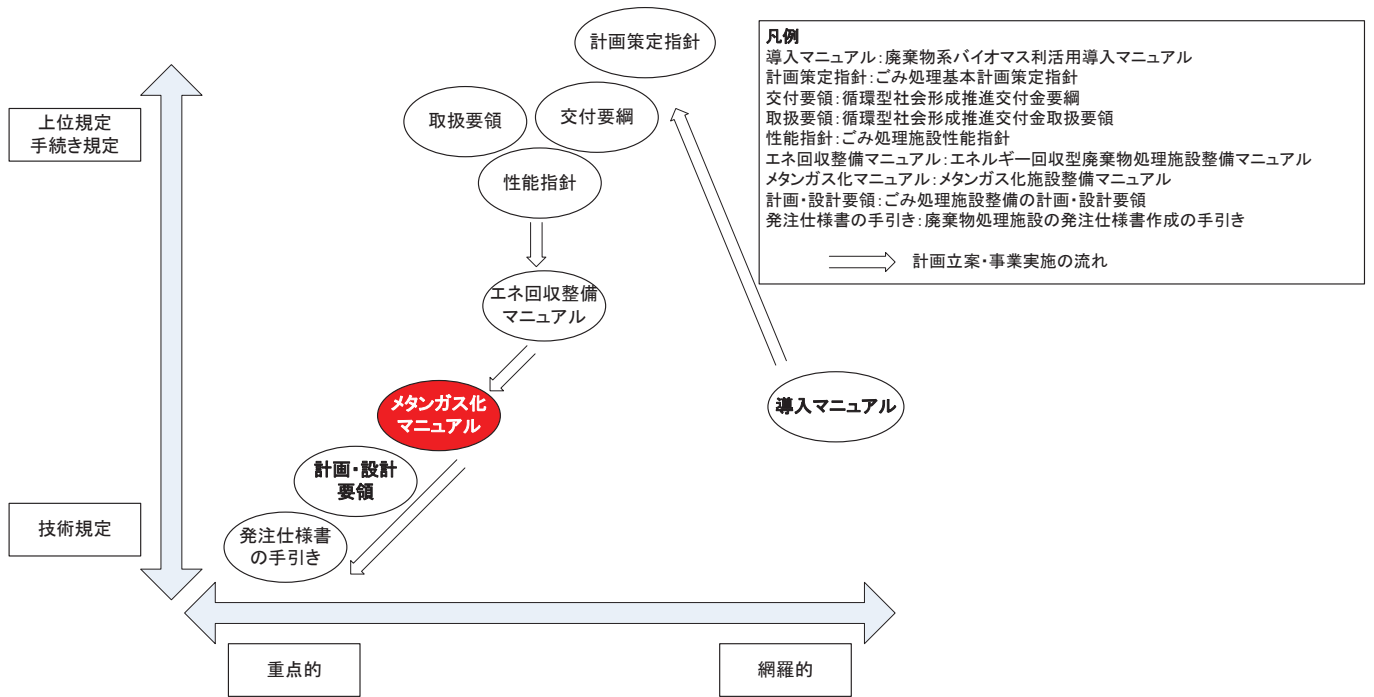 計画策定指針
取扱要領
交付要綱
性能指針
エネ回収整備
マニュアル
メタンガス化
マニュアル
計画・設計
要領
発注仕様書
の手引き
導入マニュアル
上位規定
手続き規定
技術規定
重点的
網羅的
凡例
導入マニュアル：廃棄物系バイオマス利活用導入マニュアル
計画策定指針：ごみ処理基本計画策定指針
交付要領：循環型社会形成推進交付金要綱
取扱要領：循環型社会形成推進交付金取扱要領
性能指針：ごみ処理施設性能指針
エネ回収整備マニュアル：エネルギー回収型廃棄物処理施設整備マニュアル
メタンガス化マニュアル：メタンガス化施設整備マニュアル
計画・設計要領：ごみ処理施設整備の計画・設計要領
発注仕様書の手引き：廃棄物処理施設の発注仕様書作成の手引き
計画立案・事業実施の流れ